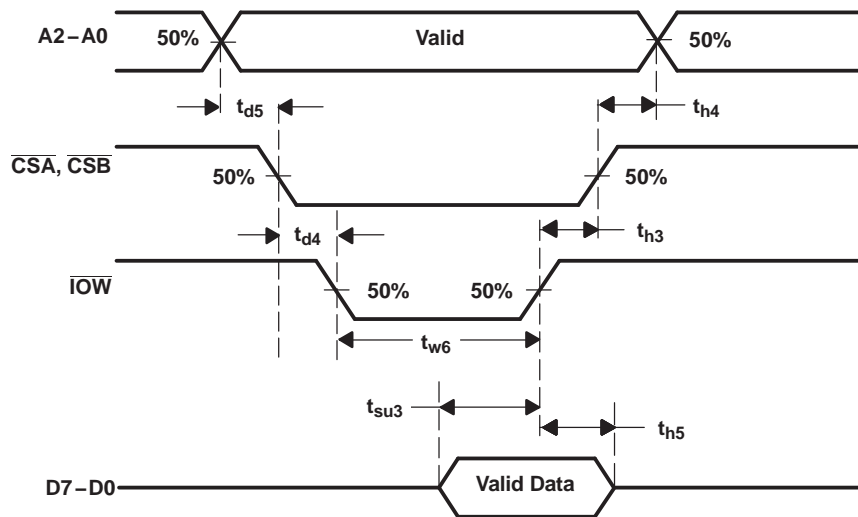 A2–A0 50% Valid 50%
td5 th4
CSA, CSB 50% 50%
td4 th3
IOW 50% 50%
tw6
tsu3 th5
D7–D0 Valid Data